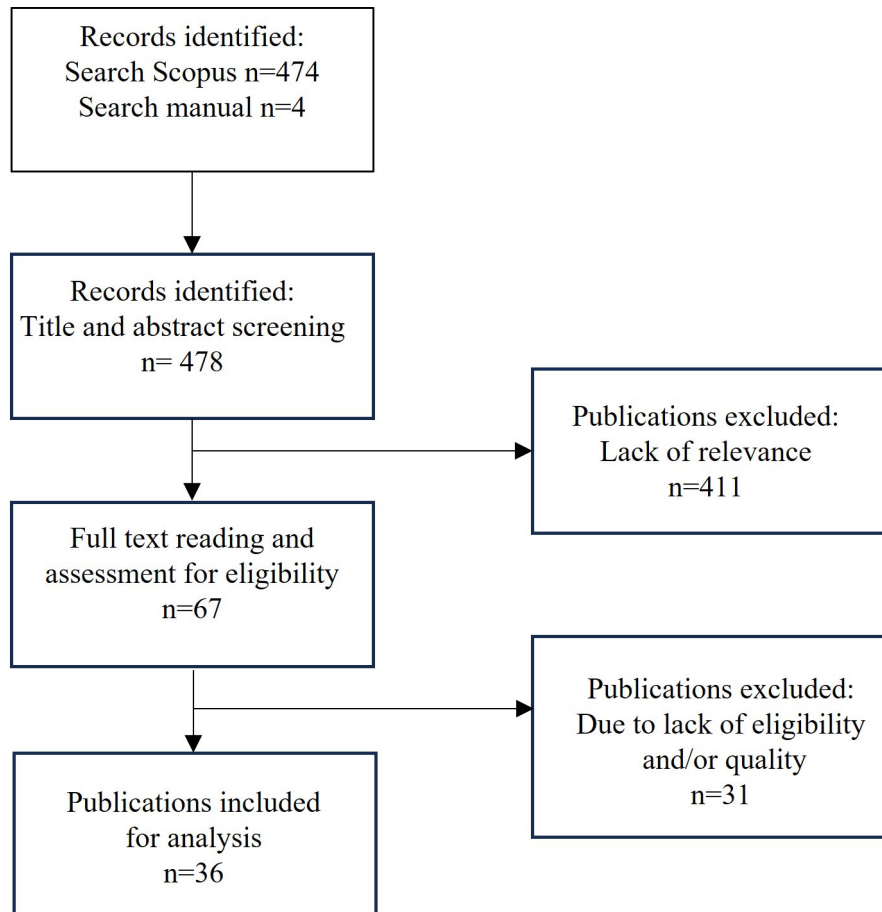 Records identified:
Search Scopus n=474
Search manual n=4
Records identified:
Title and abstract screening
n= 478
Publications excluded:
Lack of relevance
n=411
Full text reading and
assessment for eligibility
n=67
Publications excluded:
Due to lack of eligibility
and/or quality
n=31
Publications included
for analysis
n=36